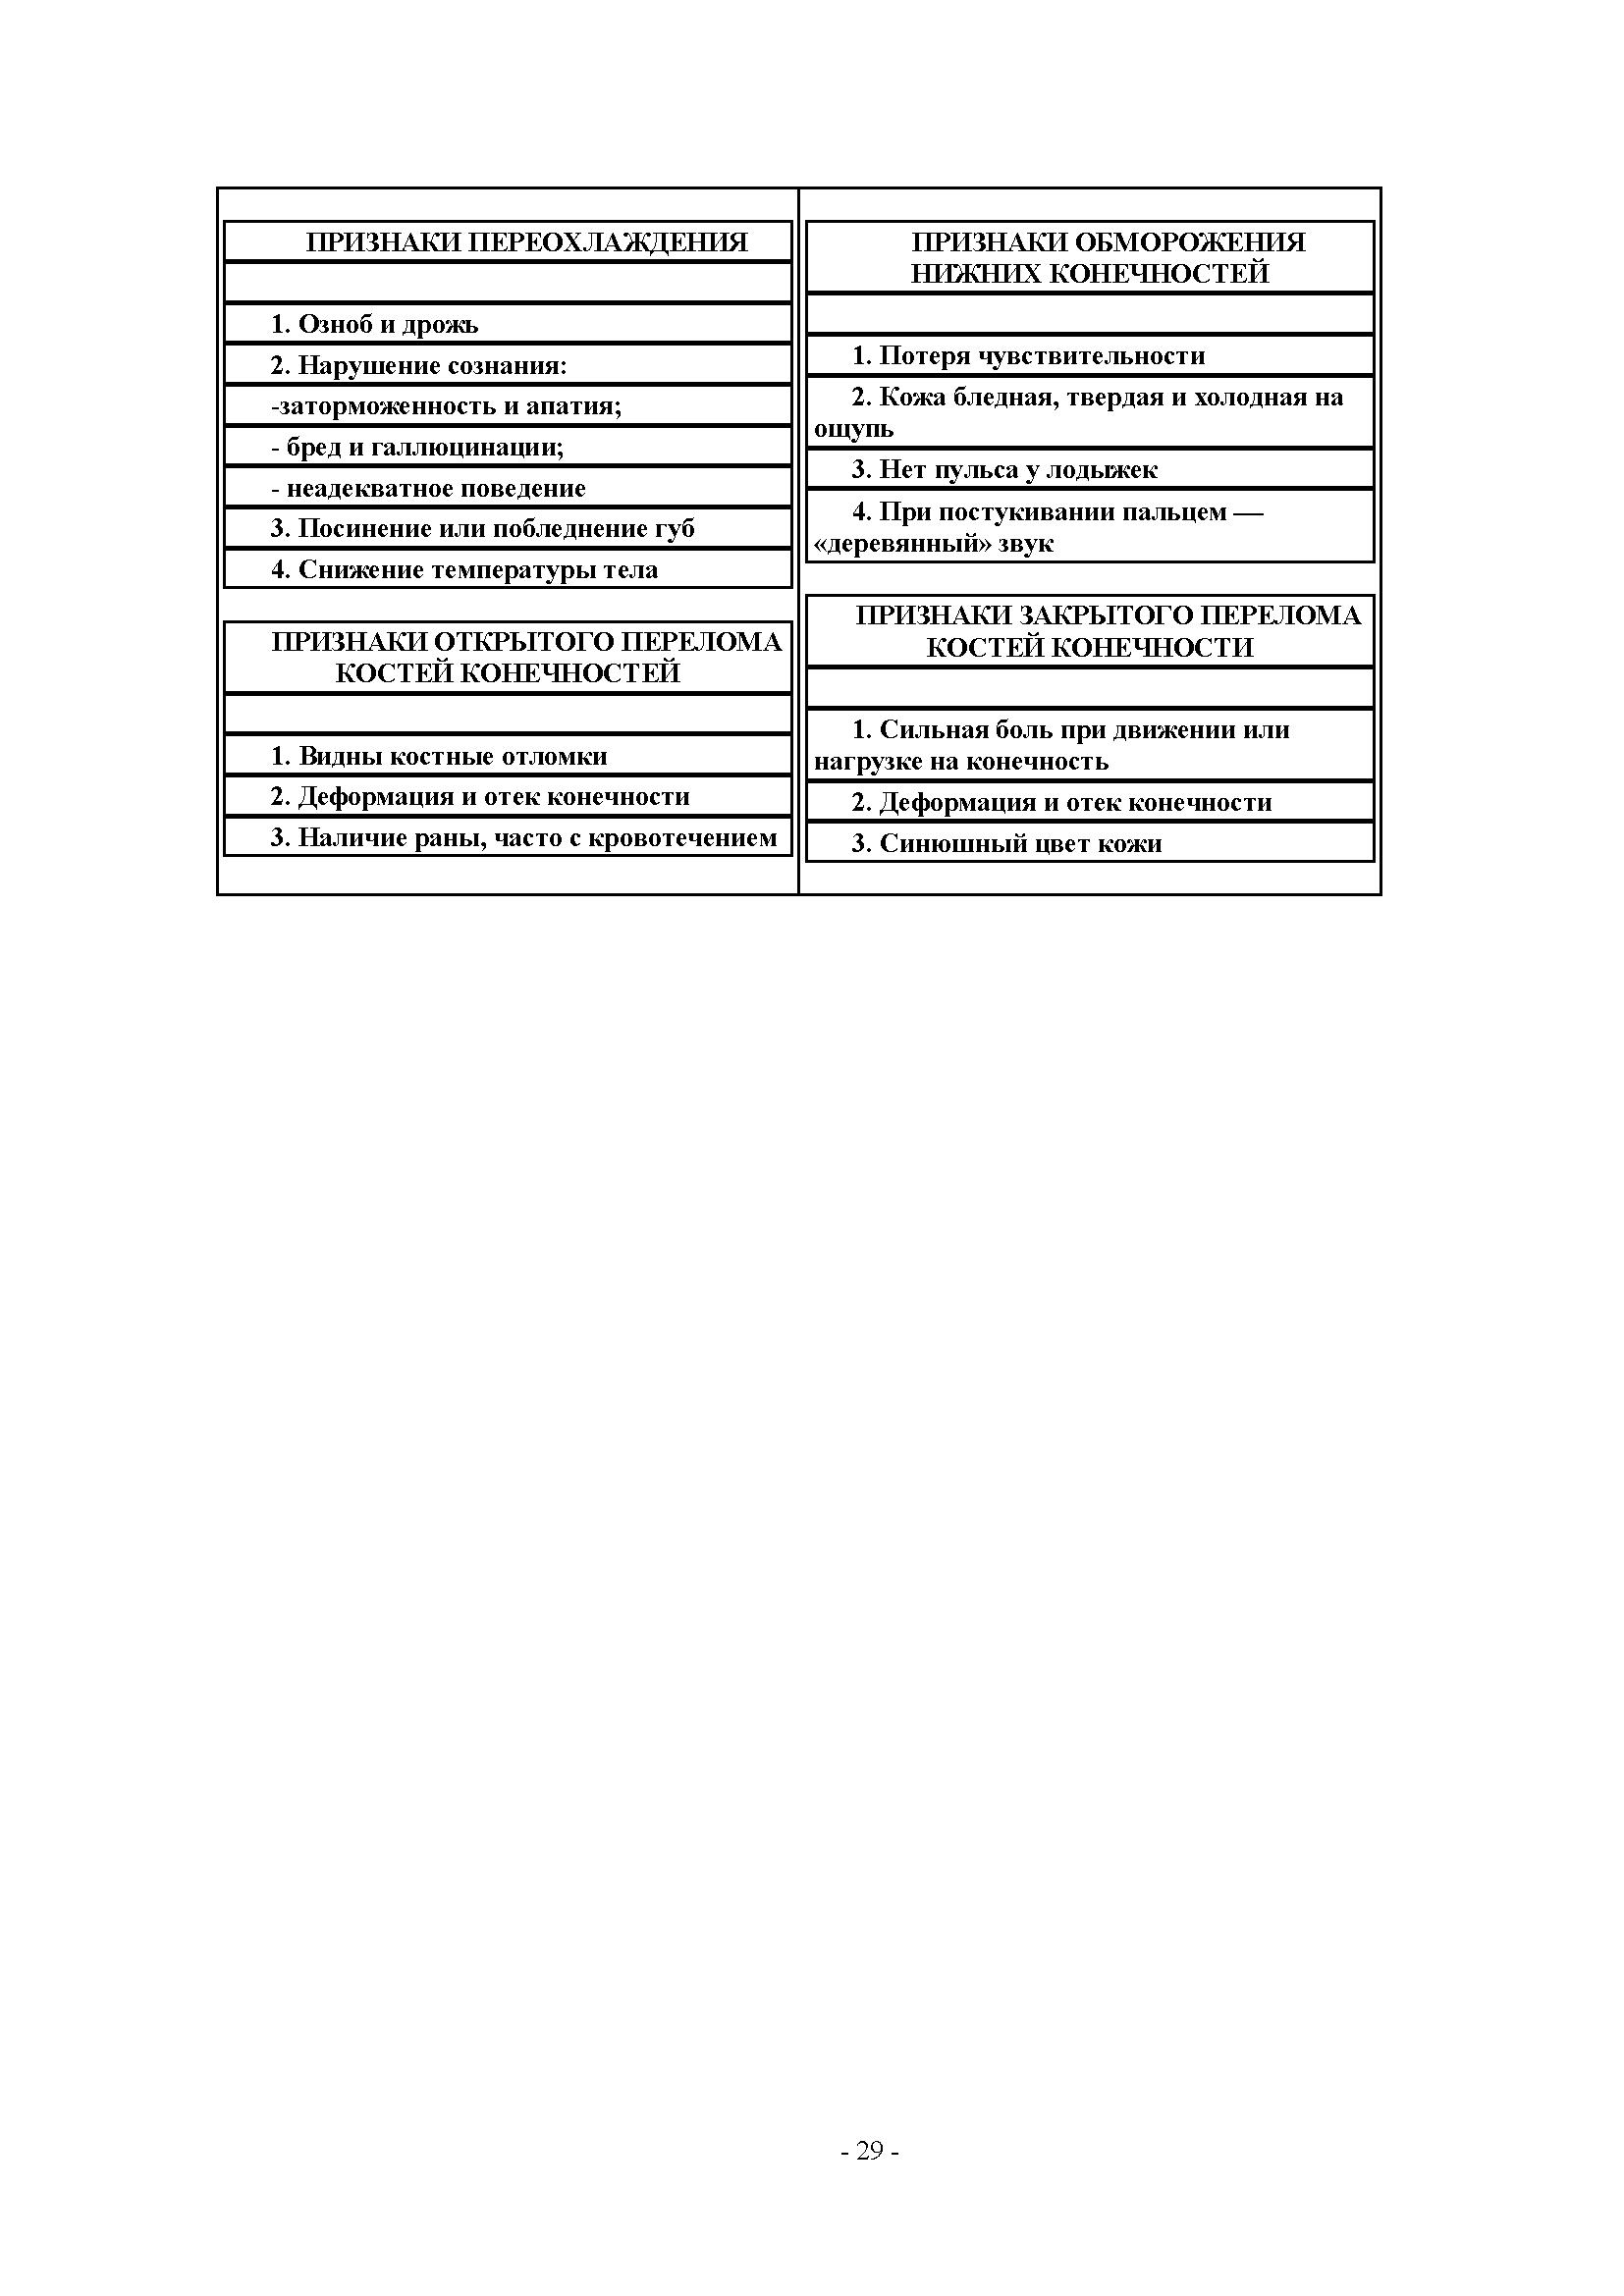 ПРИЗНАКИ ПЕРЕОХЛАЖДЕНИЯ
1. Озноб и дрожь
2. Нарушение сознания:
-заторможенность и апатия;
- бред и галлюцинации;
- неадекватное поведение
3. Посинение или побледнение губ
4. Снижение температуры тела
ПРИЗНАКИ ОТКРЫТОГО ПЕРЕЛОМА
КОСТЕЙ КОНЕЧНОСТЕЙ
1. Видны костные отломки
2. Деформация и отек конечности
3. Наличие раны, часто с кровотечением
ПРИЗНАКИ ОБМОРОЖЕНИЯ
НИЖНИХ КОНЕЧНОСТЕЙ
1. Потеря чувствительности
2. Кожа бледная, твердая и холодная на
ощупь
3. Нет пульса у лодыжек
4. При постукивании пальцем —
«деревянный» звук
ПРИЗНАКИ ЗАКРЫТОГО ПЕРЕЛОМА
КОСТЕЙ КОНЕЧНОСТИ
1. Сильная боль при движении или
нагрузке на конечность
2. Деформация и отек конечности
3. Синюшный цвет кожи
- 29 -